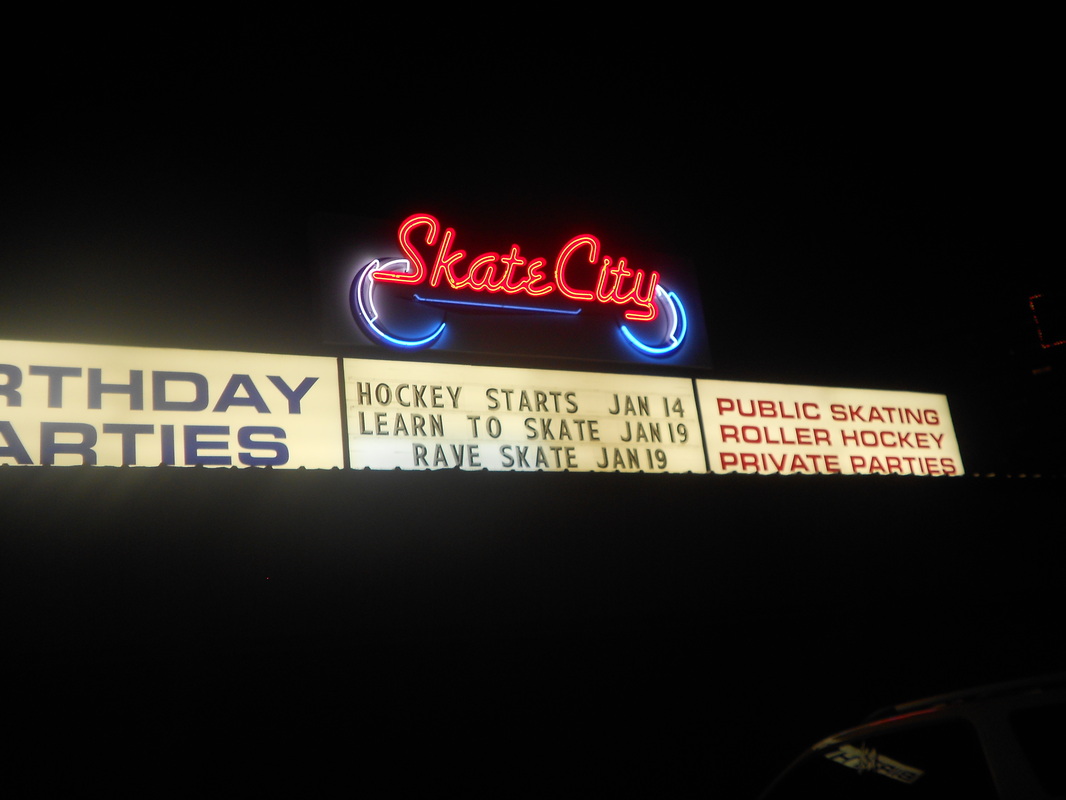 Skate City
RTHDAY
ARTIES
HOCKEY STARTS JAN 14
LEARN TO SKATE JAN 19
RAVE SKATE JAN 19
PUBLIC SKATING
ROLLER HOCKEY
PRIVATE PARTIES